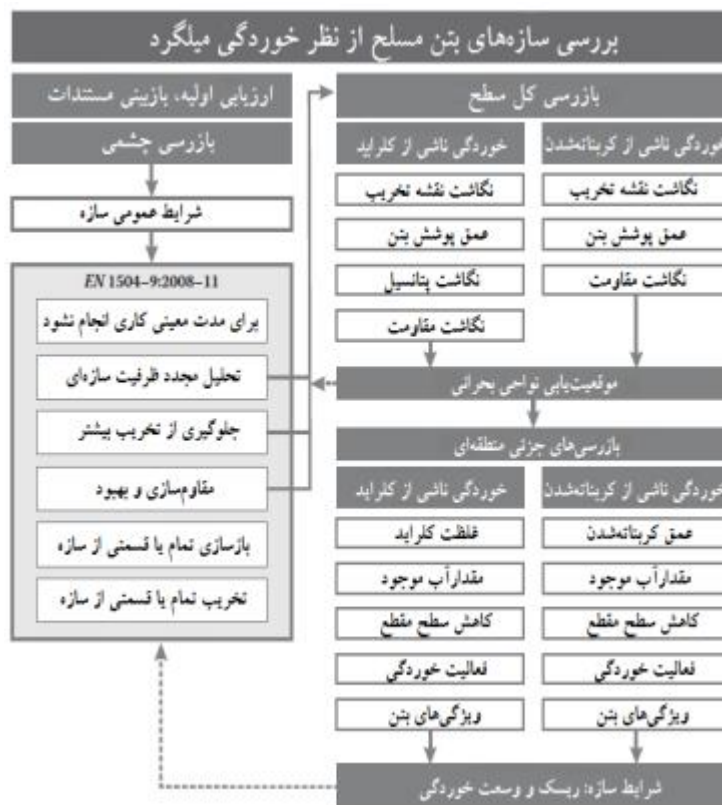 بررسی سازه‌های بتن مسلح از نظر خوردگی میلگرد
ارزیابی اولیه، بازبینی مستندات
بازرسی چشمی
شرایط عمومی سازه
EN 1504-9:2008-11
برای مدت معینی کاری انجام نشود
تحلیل مجدد ظرفیت سازه‌ای
جلوگیری از تخریب بیشتر
مقاوم‌سازی و بهبود
بازسازی تمام یا قسمتی از سازه
تخریب تمام یا قسمتی از سازه
بازرسی کل سطح
خوردگی ناشی از کربناته‌شدن
نگاشت نقشه تخریب
عمق پوشش بتن
نگاشت مقاومت
خوردگی ناشی از کلراید
نگاشت نقشه تخریب
عمق پوشش بتن
نگاشت پتانسیل
نگاشت مقاومت
موقعیت‌یابی نواحی بحرانی
بازرسی‌های جزئی منطقه‌ای
خوردگی ناشی از کربناته‌شدن
عمق کربناته‌شدن
مقدارآب موجود
کاهش سطح مقطع
فعالیت خوردگی
ویژگی‌های بتن
خوردگی ناشی از کلراید
غلظت کلراید
مقدارآب موجود
کاهش سطح مقطع
فعالیت خوردگی
ویژگی‌های بتن
شرایط سازه: ریسک و وسعت خوردگی